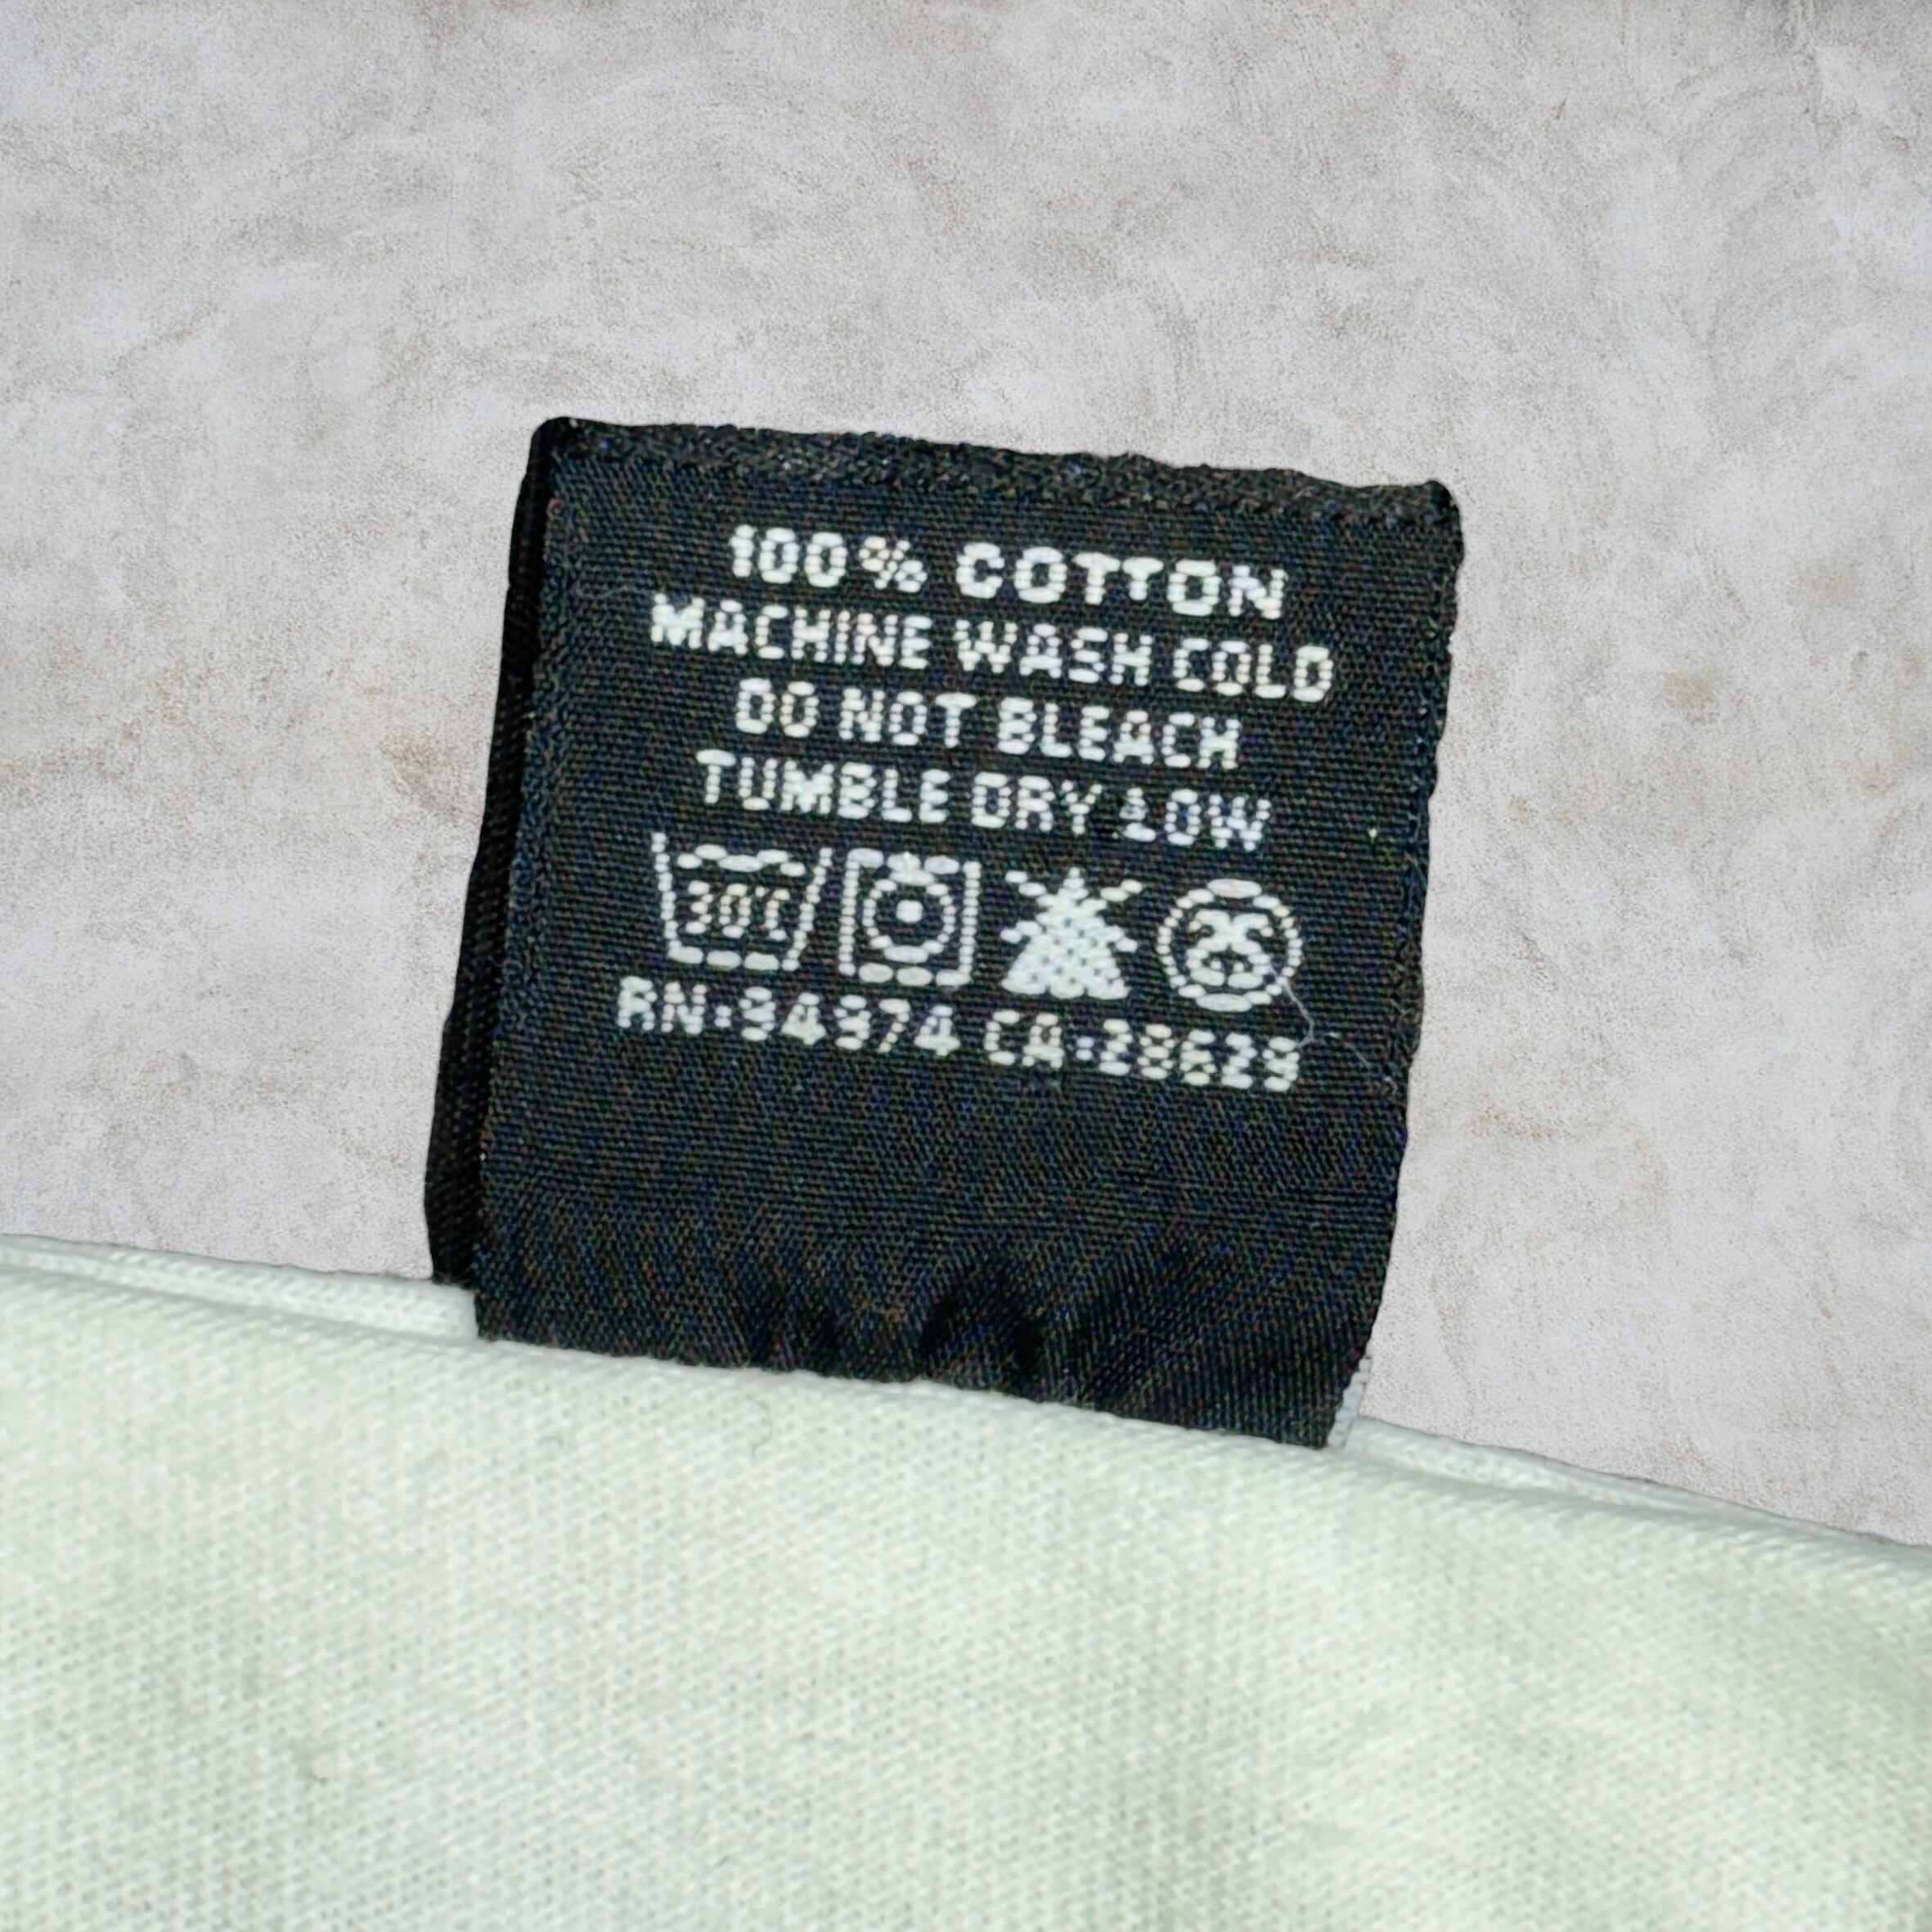 100% COTTON
MACHINE WASH COLD
DO NOT BLEACH
TUMBLE DRY LOW
30°C
RN:94974 CA:28629